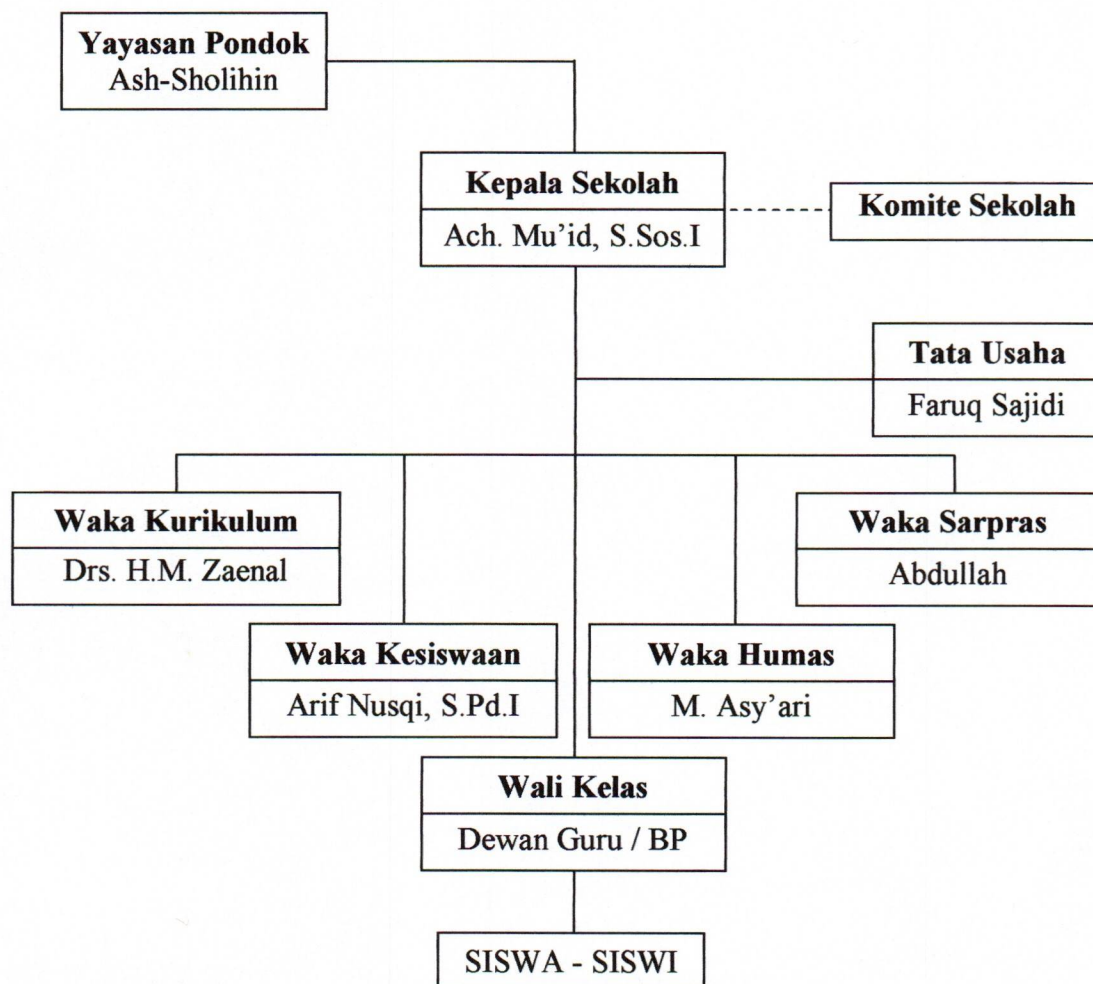 Yayasan Pondok
Ash-Sholihin
Kepala Sekolah
Ach. Mu’id, S.Sos.I
Komite Sekolah
Tata Usaha
Faruq Sajidi
Waka Kurikulum
Drs. H.M. Zaenal
Waka Sarpras
Abdullah
Waka Kesiswaan
Arif Nusqi, S.Pd.I
Waka Humas
M. Asy’ari
Wali Kelas
Dewan Guru / BP
SISWA - SISWI